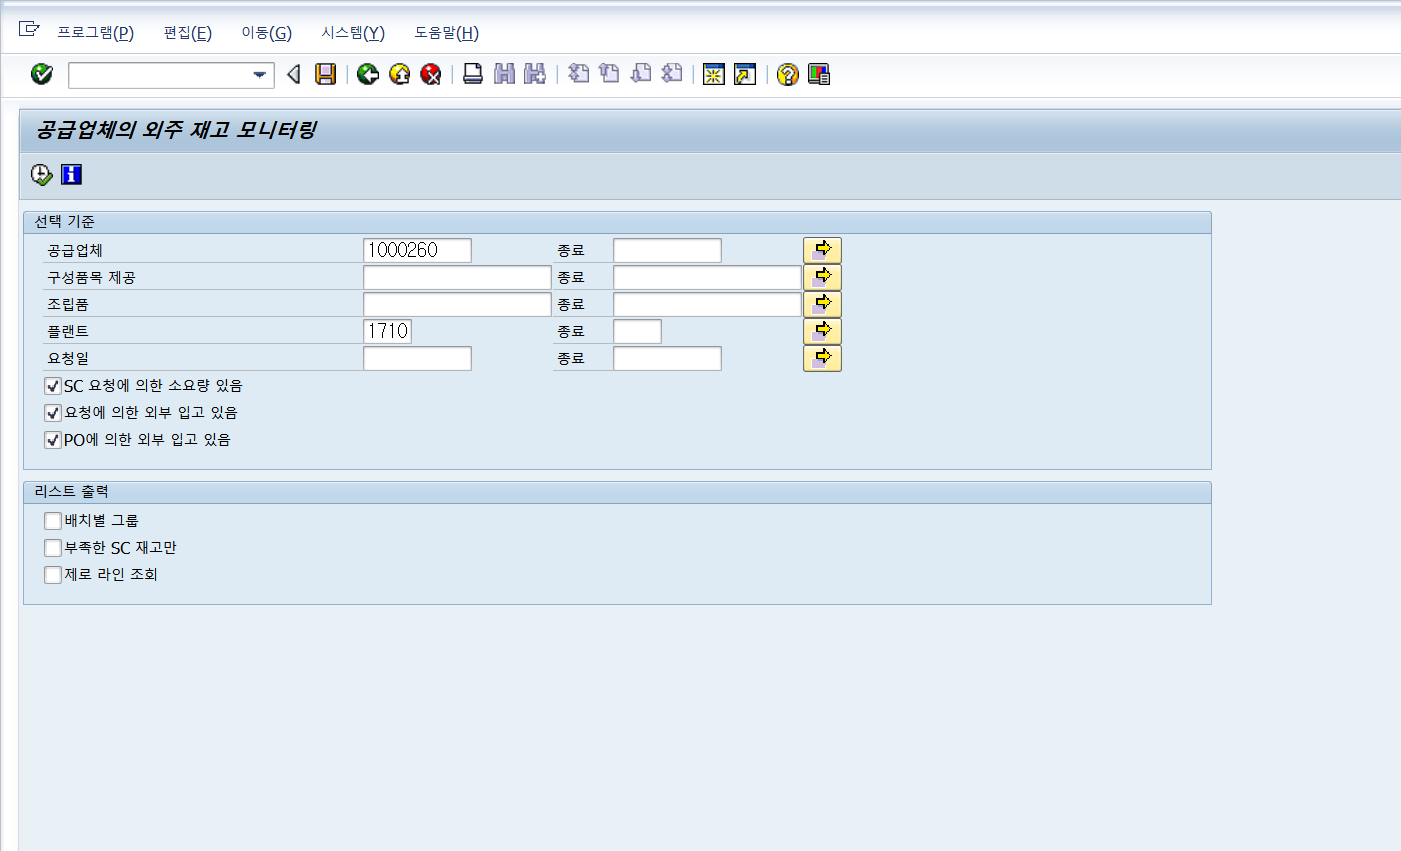 프로그램(P) 편집(E) 이동(G) 시스템(Y) 도움말(H)
공급업체의 외주 재고 모니터링
선택 기준
공급업체 1000260 종료
구성품목 제공 종료
조립품 종료
플랜트 1710 종료
요청일 종료
SC 요청에 의한 소요량 있음
요청에 의한 외부 입고 있음
PO에 의한 외부 입고 있음
리스트 출력
배치별 그룹
부족한 SC 재고만
제로 라인 조회